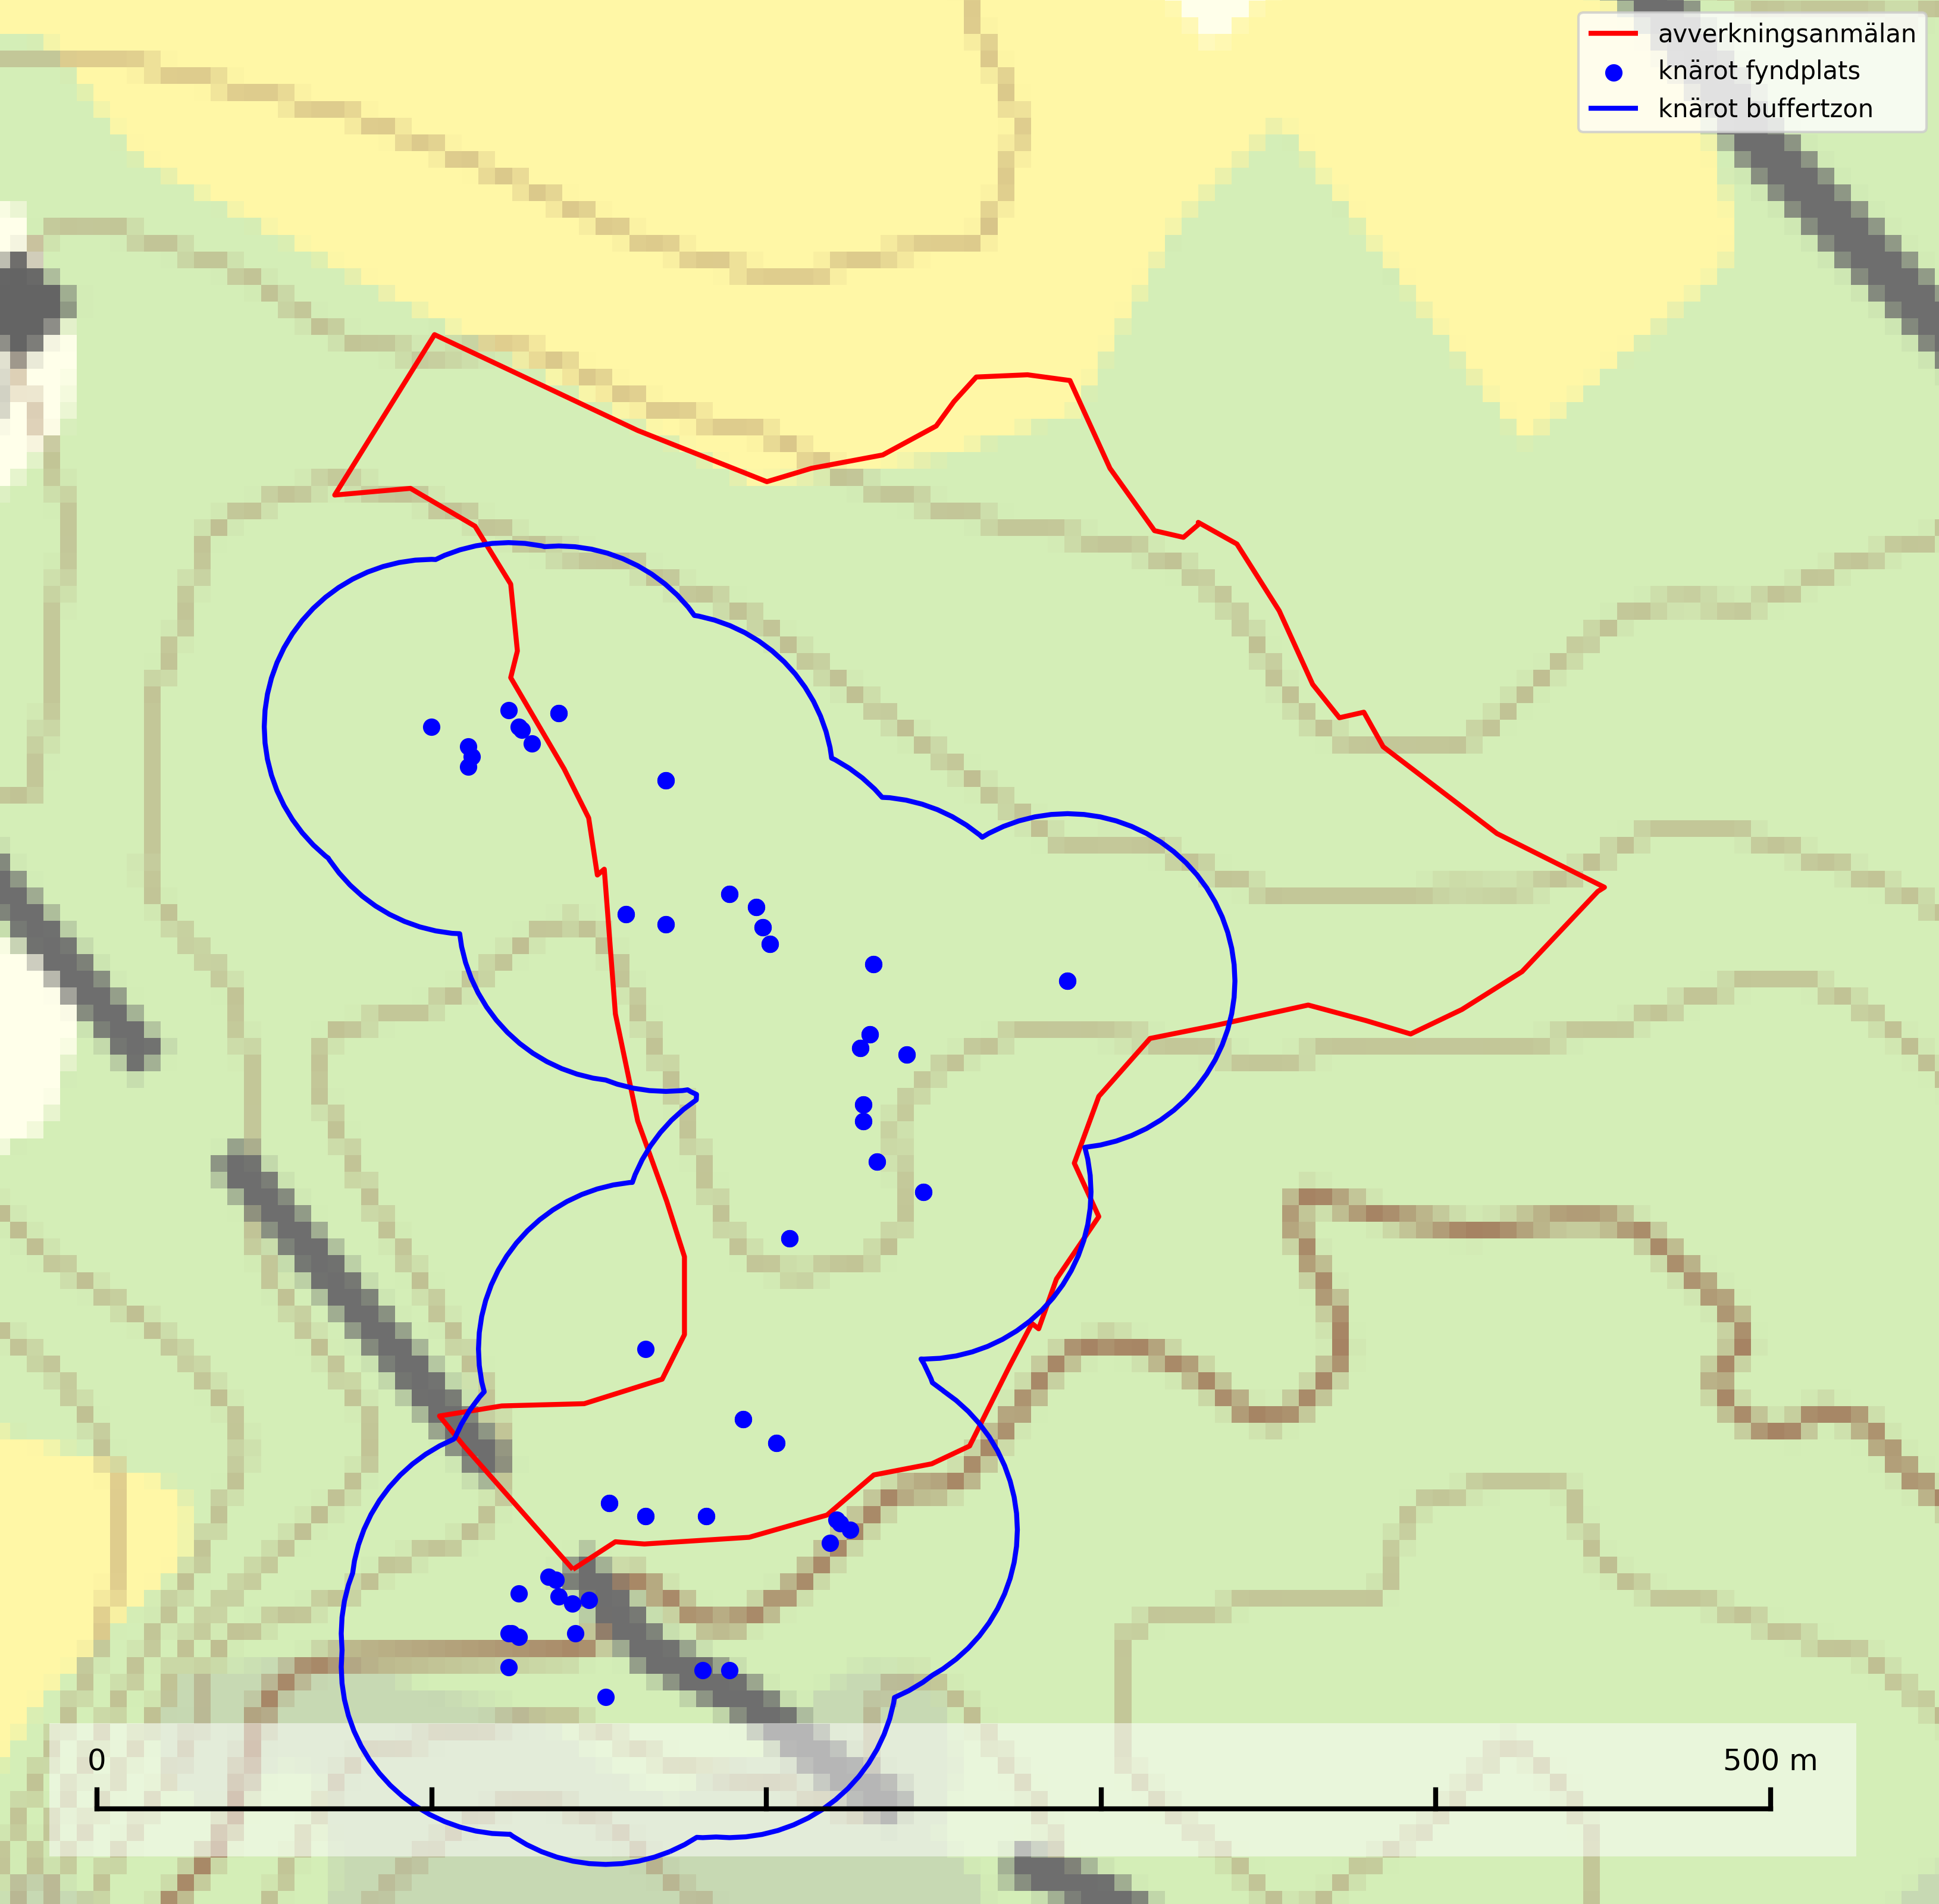 avverkningsanmälan
knärot fyndplats
knärot buffertzon
0
500 m